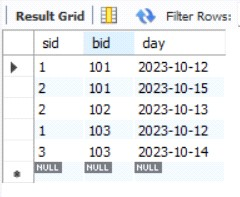 Result Grid Filter Rows:
sid bid day
1 101 2023-10-12
2 101 2023-10-15
2 102 2023-10-13
1 103 2023-10-12
3 103 2023-10-14
NULL NULL NULL